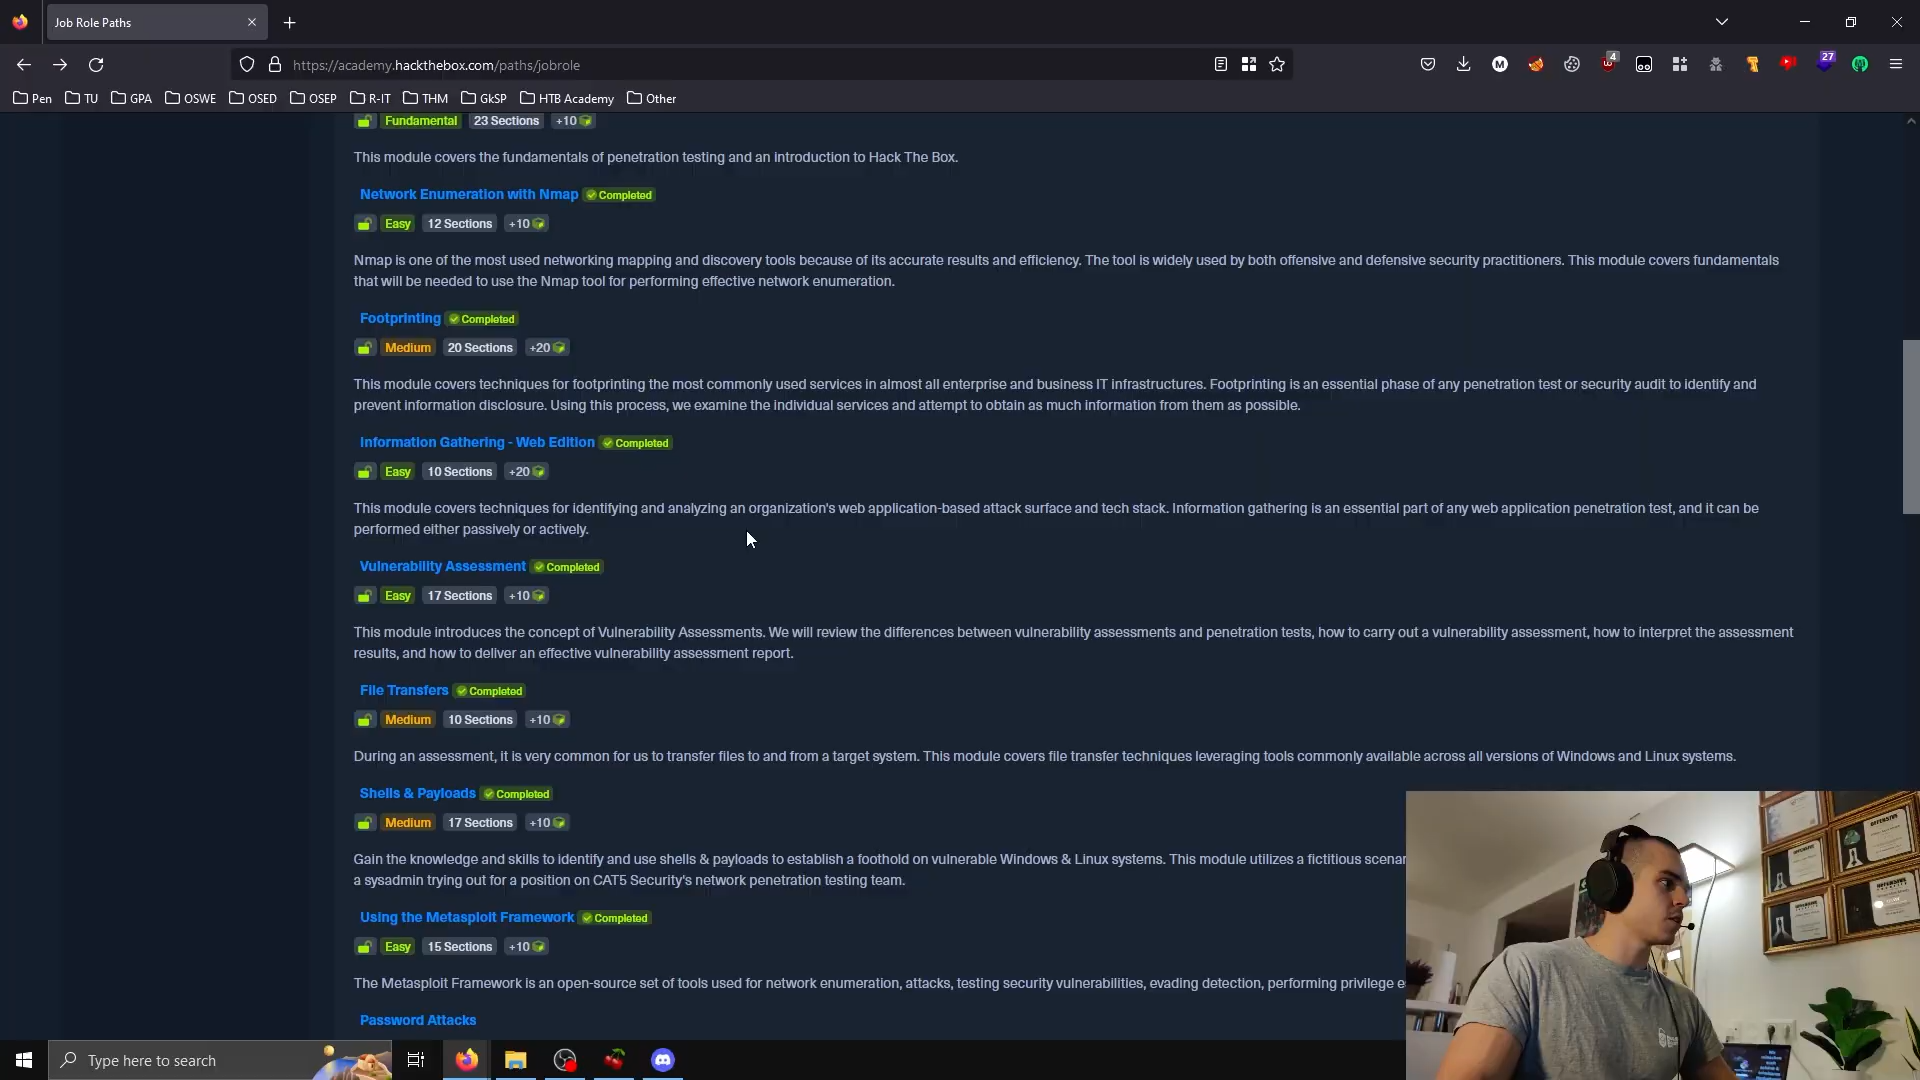 Job Role Paths
https://academy.hackthebox.com/paths/jobrole
4
27
Pen
TU
GPA
OSWE
OSED
OSEP
R-IT
THM
GkSP
HTB Academy
Other
Fundamental 23 Sections +10
This module covers the fundamentals of penetration testing and an introduction to Hack The Box.
Network Enumeration with Nmap Completed
Easy 12 Sections +10
Nmap is one of the most used networking mapping and discovery tools because of its accurate results and efficiency. The tool is widely used by both offensive and defensive security practitioners. This module covers fundamentals
that will be needed to use the Nmap tool for performing effective network enumeration.
Footprinting Completed
Medium 20 Sections +20
This module covers techniques for footprinting the most commonly used services in almost all enterprise and business IT infrastructures. Footprinting is an essential phase of any penetration test or security audit to identify and
prevent information disclosure. Using this process, we examine the individual services and attempt to obtain as much information from them as possible.
Information Gathering - Web Edition Completed
Easy 10 Sections +20
This module covers techniques for identifying and analyzing an organization's web application-based attack surface and tech stack. Information gathering is an essential part of any web application penetration test, and it can be
performed either passively or actively.
Vulnerability Assessment Completed
Easy 17 Sections +10
This module introduces the concept of Vulnerability Assessments. We will review the differences between vulnerability assessments and penetration tests, how to carry out a vulnerability assessment, how to interpret the assessment
results, and how to deliver an effective vulnerability assessment report.
File Transfers Completed
Medium 10 Sections +10
During an assessment, it is very common for us to transfer files to and from a target system. This module covers file transfer techniques leveraging tools commonly available across all versions of Windows and Linux systems.
Shells & Payloads Completed
Medium 17 Sections +10
Gain the knowledge and skills to identify and use shells & payloads to establish a foothold on vulnerable Windows & Linux systems. This module utilizes a fictitious
a sysadmin trying out for a position on CAT5 Security's network penetration testing team.
Using the Metasploit Framework Completed
Easy 15 Sections +10
The Metasploit Framework is an open-source set of tools used for network enumeration, attacks, testing security vulnerabilities, evading detection, performing privilege
Password Attacks
Type here to search